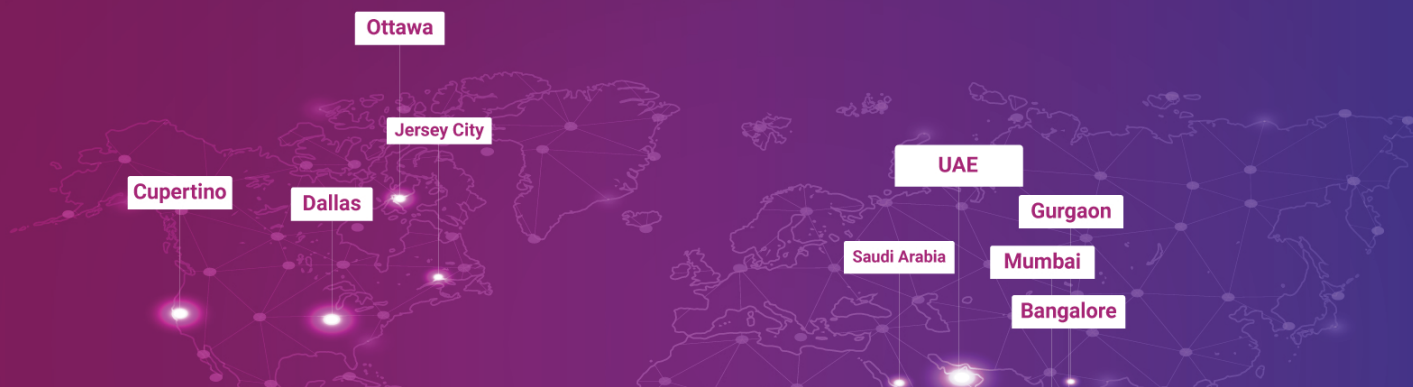 Ottawa
Jersey City
Cupertino
Dallas
UAE
Gurgaon
Saudi Arabia
Mumbai
Bangalore